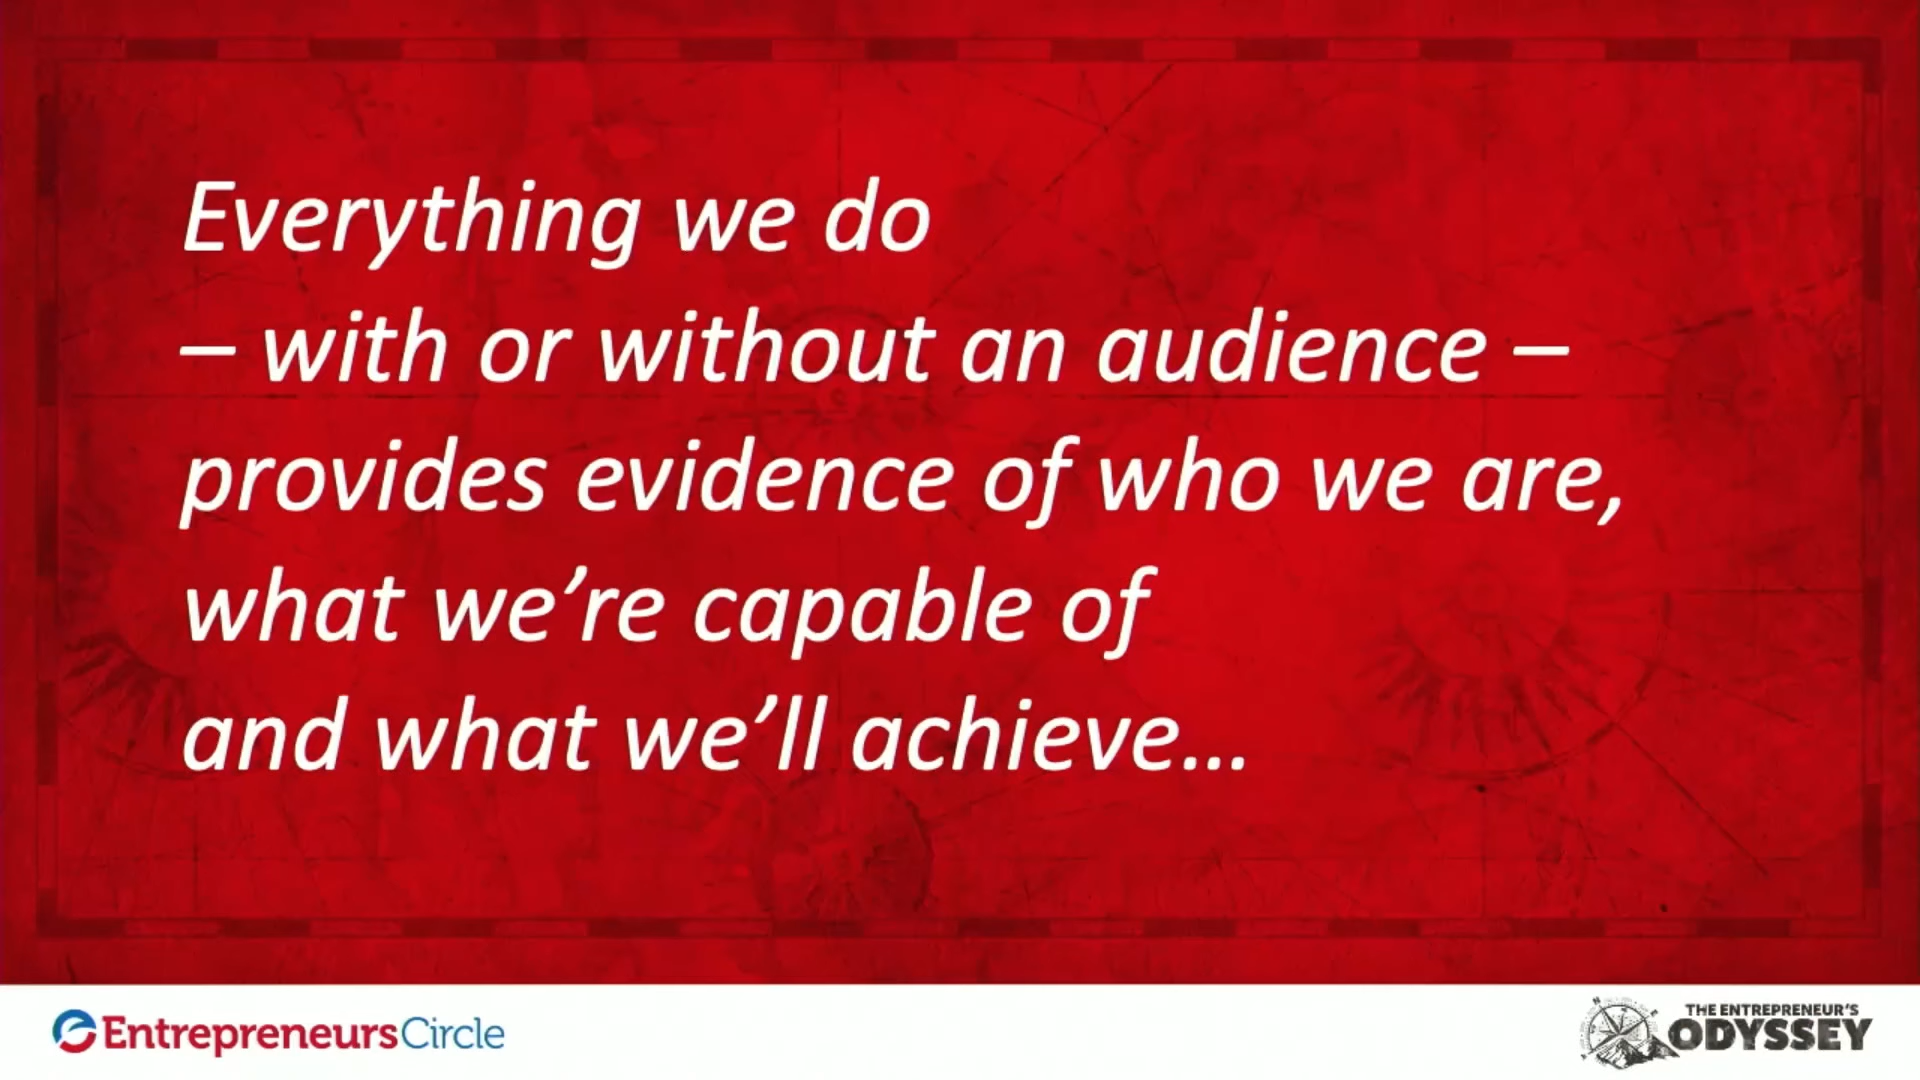 Everything we do
– with or without an audience –
provides evidence of who we are,
what we’re capable of
and what we’ll achieve...
EntrepreneursCircle
THE ENTREPRENEUR'S
ODYSSEY